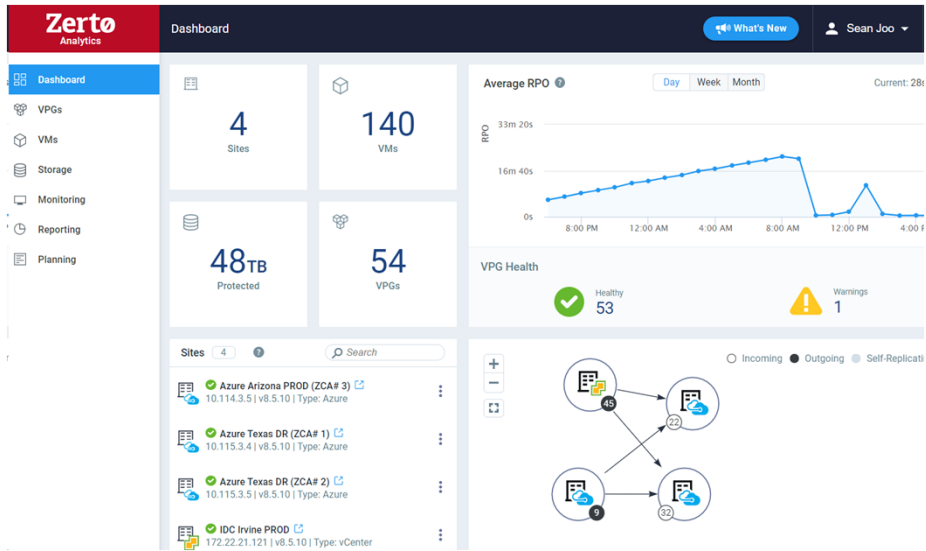 Zertø
Analytics
Dashboard
What's New
Sean Joo
Dashboard
VPGs
VMs
Storage
Monitoring
Reporting
Planning
4
Sites
140
VMs
48TB
Protected
54
VPGs
Average RPO ?
Day Week Month
Current: 28s
RPO
33m 20s
16m 40s
0s
8:00 PM 12:00 AM 4:00 AM 8:00 AM 12:00 PM 4:00 P
VPG Health
Healthy
53
Warnings
1
Sites 4 ? Search
Azure Arizona PROD (ZCA# 3)
10.114.3.5 | v8.5.10 | Type: Azure
Azure Texas DR (ZCA# 1)
10.115.3.4 | v8.5.10 | Type: Azure
Azure Texas DR (ZCA# 2)
10.115.3.5 | v8.5.10 | Type: Azure
IDC Irvine PROD
172.22.21.121 | v8.5.10 | Type: vCenter
Incoming Outgoing Self-Replicati
45
22
9
32